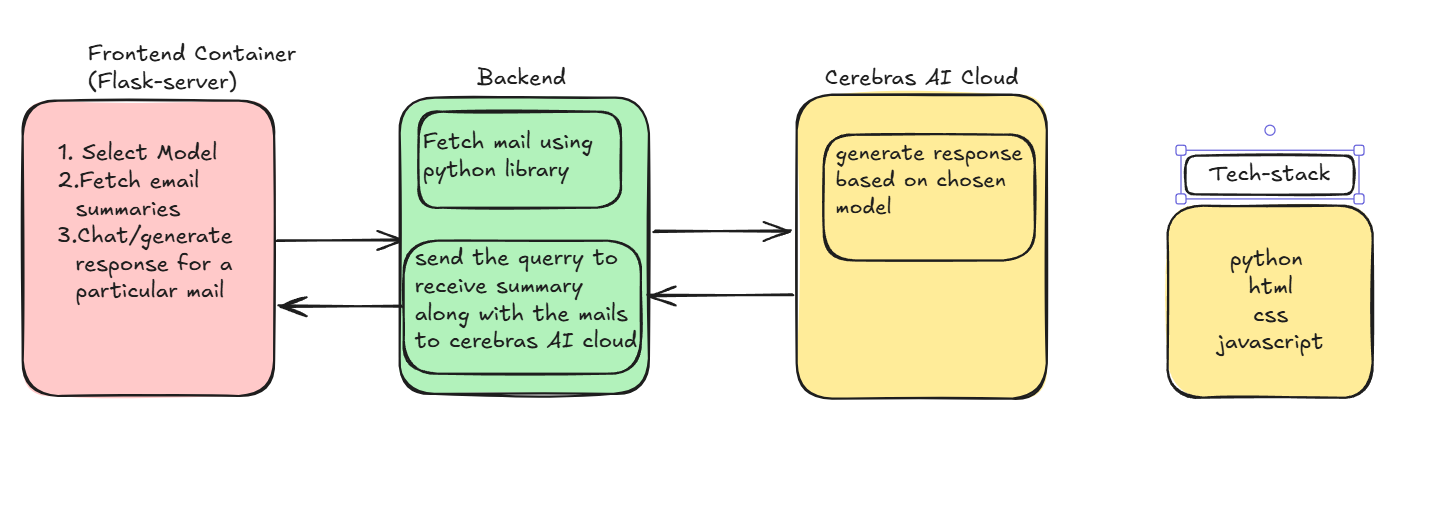 Frontend Container
(Flask-server)
1. Select Model
2.Fetch email
summaries
3.Chat/generate
response for a
particular mail
Backend
Fetch mail using
python library
send the querry to
receive summary
along with the mails
to cerebras AI cloud
Cerebras AI Cloud
generate response
based on chosen
model
Tech-stack
python
html
css
javascript